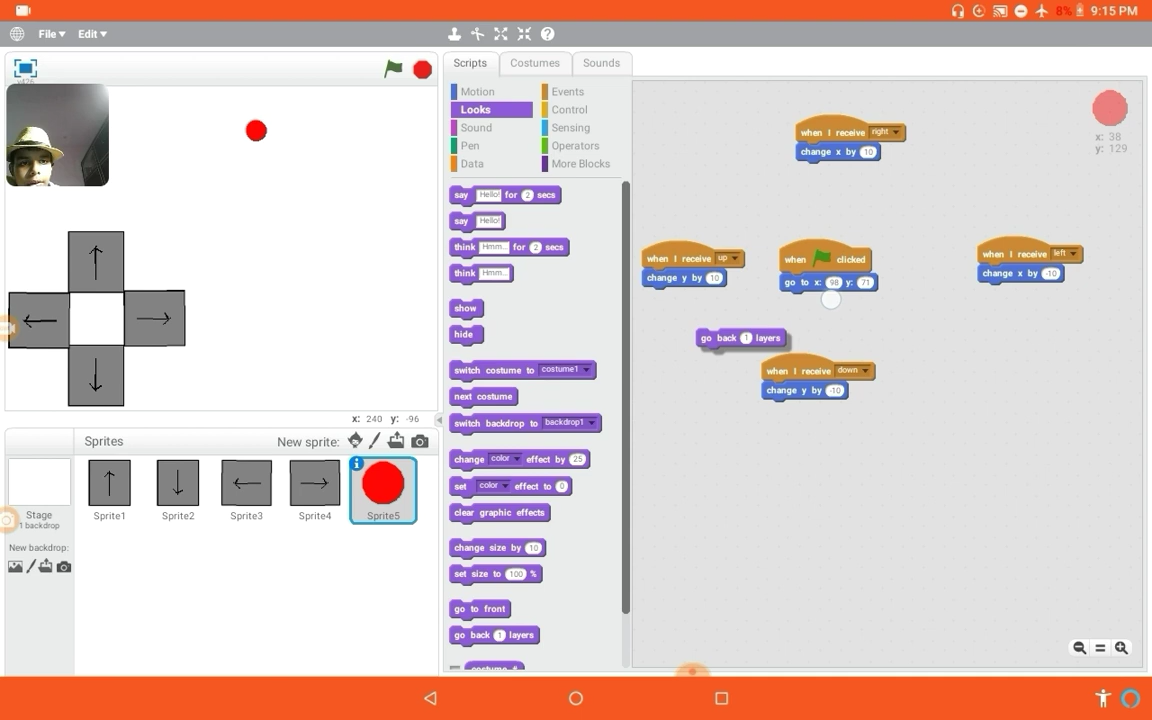 8% 9:15 PM
File Edit
v426
Scripts Costumes Sounds
Motion Events
Looks Control
Sound Sensing
Pen Operators
Data More Blocks
say Hello! for 2 secs
say Hello!
think Hmm... for 2 secs
think Hmm...
show
hide
switch costume to costume1
next costume
switch backdrop to backdrop1
change color effect by 25
set color effect to 0
clear graphic effects
change size by 10
set size to 100 %
go to front
go back 1 layers
costume #
x: 38
y: 129
when I receive right
change x by 10
when I receive up
change y by 10
when clicked
go to x: 98 y: 71
when I receive left
change x by -10
go back 1 layers
when I receive down
change y by -10
x: 240 y: -96
Sprites New sprite:
Stage
1 backdrop
New backdrop:
Sprite1 Sprite2 Sprite3 Sprite4 Sprite5